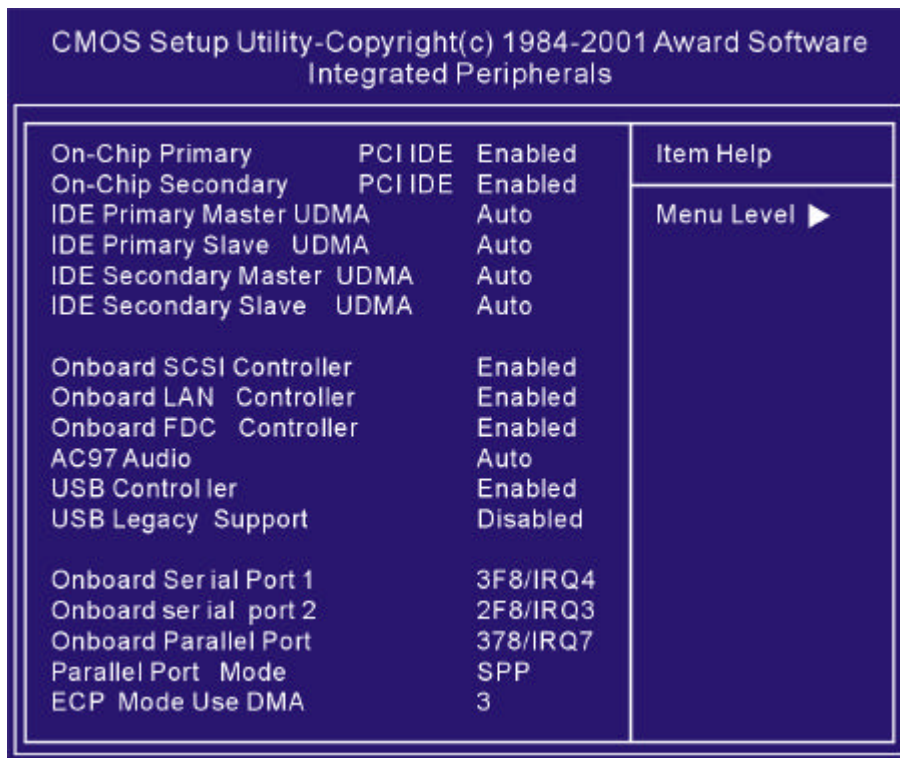 CMOS Setup Utility-Copyright(c) 1984-2001 Award Software
Integrated Peripherals
On-Chip Primary PCI IDE Enabled
On-Chip Secondary PCI IDE Enabled
IDE Primary Master UDMA Auto
IDE Primary Slave UDMA Auto
IDE Secondary Master UDMA Auto
IDE Secondary Slave UDMA Auto
Onboard SCSI Controller Enabled
Onboard LAN Controller Enabled
Onboard FDC Controller Enabled
AC97 Audio Auto
USB Controller Enabled
USB Legacy Support Disabled
Onboard Serial Port 1 3F8/IRQ4
Onboard serial port 2 2F8/IRQ3
Onboard Parallel Port 378/IRQ7
Parallel Port Mode SPP
ECP Mode Use DMA 3
Item Help
Menu Level ▶